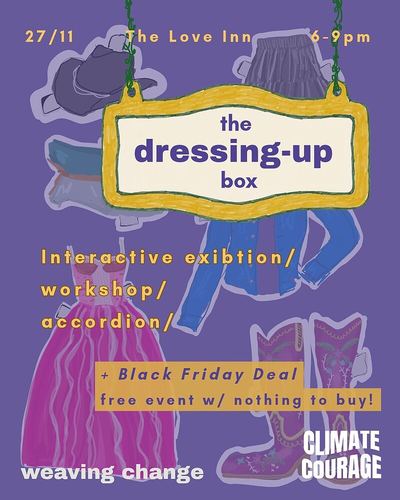 27/11 The Love Inn 6-9pm
the
dressing-up
box
Interactive exibtion/
workshop/
accordion/
+ Black Friday Deal
free event w/ nothing to buy!
weaving change
CLIMATE
COURAGE